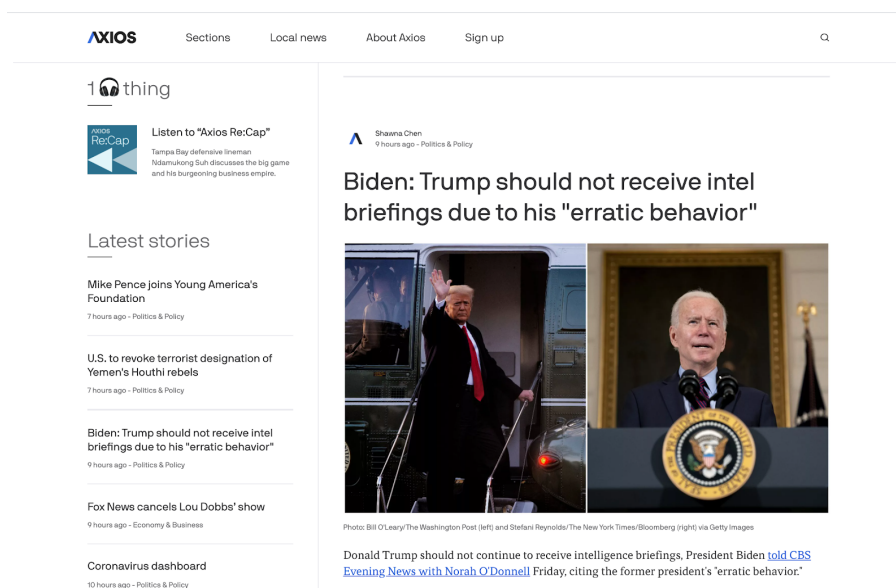 AXIOS
Sections
Local news
About Axios
Sign up
1 thing
AXIOS
Re:Cap
Listen to “Axios Re:Cap”
Tampa Bay defensive lineman
Ndamukong Suh discusses the big game
and his burgeoning business empire.
Latest stories
Mike Pence joins Young America's
Foundation
7 hours ago - Politics & Policy
U.S. to revoke terrorist designation of
Yemen's Houthi rebels
7 hours ago - Politics & Policy
Biden: Trump should not receive intel
briefings due to his "erratic behavior"
9 hours ago - Politics & Policy
Fox News cancels Lou Dobbs’ show
9 hours ago - Economy & Business
Coronavirus dashboard
10 hours ago - Politics & Policy
Shawna Chen
9 hours ago - Politics & Policy
Biden: Trump should not receive intel
briefings due to his "erratic behavior"
PRESIDENT OF THE UNITED STATES
Photo: Bill O'Leary/The Washington Post (left) and Stefani Reynolds/The New York Times/Bloomberg (right) via Getty Images
Donald Trump should not continue to receive intelligence briefings, President Biden told CBS
Evening News with Norah O'Donnell Friday, citing the former president's "erratic behavior."